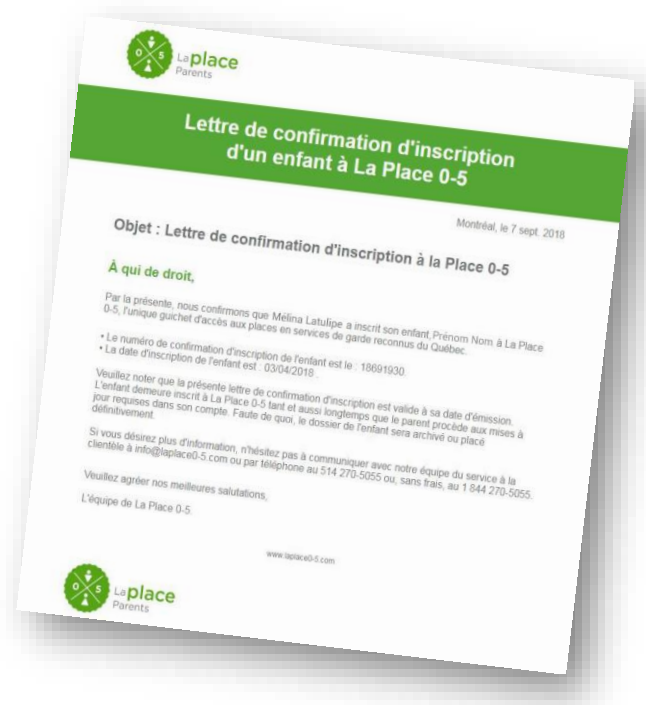 0 5
La place
Parents
Lettre de confirmation d'inscription
d'un enfant à La Place 0-5
Montréal, le 7 sept. 2018
Objet : Lettre de confirmation d'inscription à la Place 0-5
À qui de droit,
Par la présente, nous confirmons que Mélina Latulipe a inscrit son enfant,Prénom Nom à La Place
0-5, l'unique guichet d'accès aux places en services de garde reconnus du Québec.
• Le numéro de confirmation d'inscription de l'enfant est le : 18691930.
• La date d'inscription de l'enfant est : 03/04/2018 .
Veuillez noter que la présente lettre de confirmation d'inscription est valide à sa date d'émission.
L'enfant demeure inscrit à La Place 0-5 tant et aussi longtemps que le parent procède aux mises à
jour requises dans son compte. Faute de quoi, le dossier de l'enfant sera archivé ou placé
définitivement.
Si vous désirez plus d'information, n'hésitez pas à communiquer avec notre équipe du service à la
clientèle à info@laplace0-5.com ou par téléphone au 514 270-5055 ou, sans frais, au 1 844 270-5055.
Veuillez agréer nos meilleures salutations,
L'équipe de La Place 0-5.
www.laplace0-5.com
0 5
La place
Parents